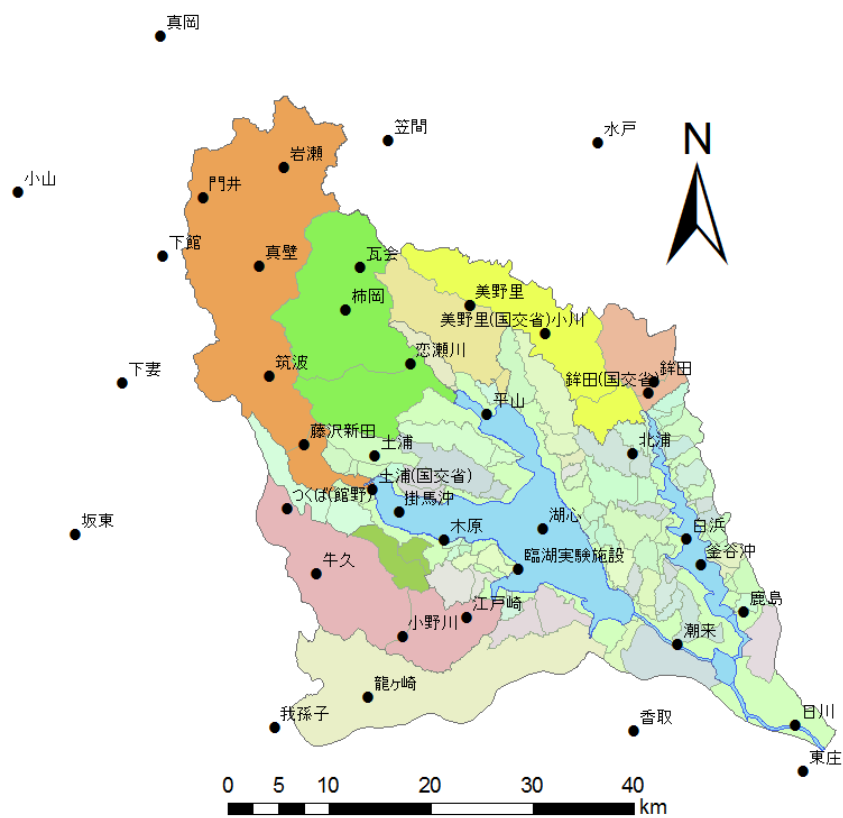 真岡
笠間
水戸
N
岩瀬
小山
門井
下館
真壁
瓦会
美野里
柿岡
美野里(国交省)小川
恋瀬川
下妻
筑波
鉾田
鉾田(国交省)
平山
藤沢新田
土浦
北浦
土浦(国交省)
つくば(館野)
掛馬沖
坂東
木原
湖心
白浜
釜谷沖
牛久
臨湖実験施設
江戸崎
鹿島
小野川
潮来
龍ヶ崎
我孫子
香取
日川
東庄
0 5 10 20 30 40
km